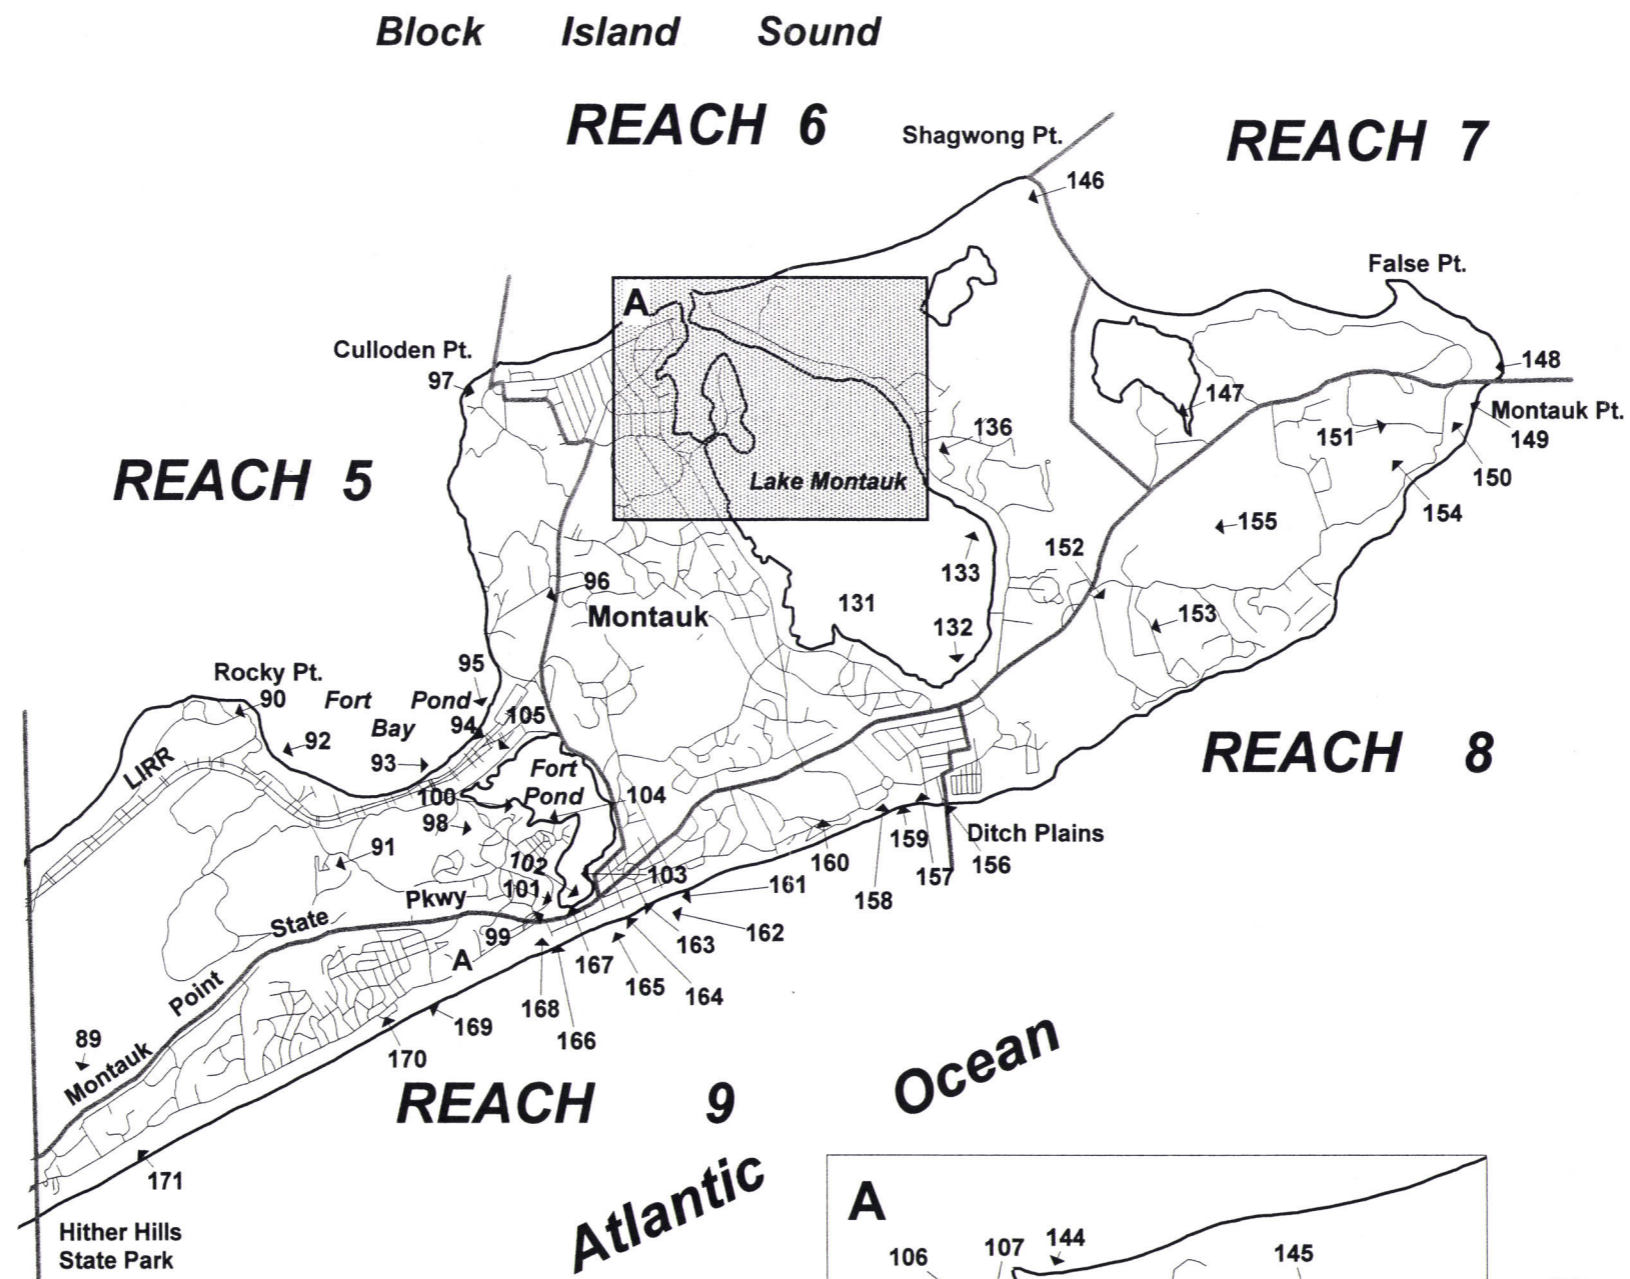 Block Island Sound
REACH 6
Shagwong Pt.
REACH 7
146
False Pt.
A
Culloden Pt.
97
148
147
Montauk Pt.
136
151
149
REACH 5
Lake Montauk
150
154
155
152
133
96
131
153
Montauk
132
95
Rocky Pt.
90
Fort Pond
Bay
94
105
92
93
LIRR
REACH 8
Fort
Pond
100
104
98
Ditch Plains
159
91
156
102
160
103
157
101
161
Pkwy
158
State
99
162
163
A
167
165
164
Point
168
169
166
89
170
Montauk
Ocean
REACH 9
171
Atlantic
Hither Hills
State Park
A
106
107
144
145